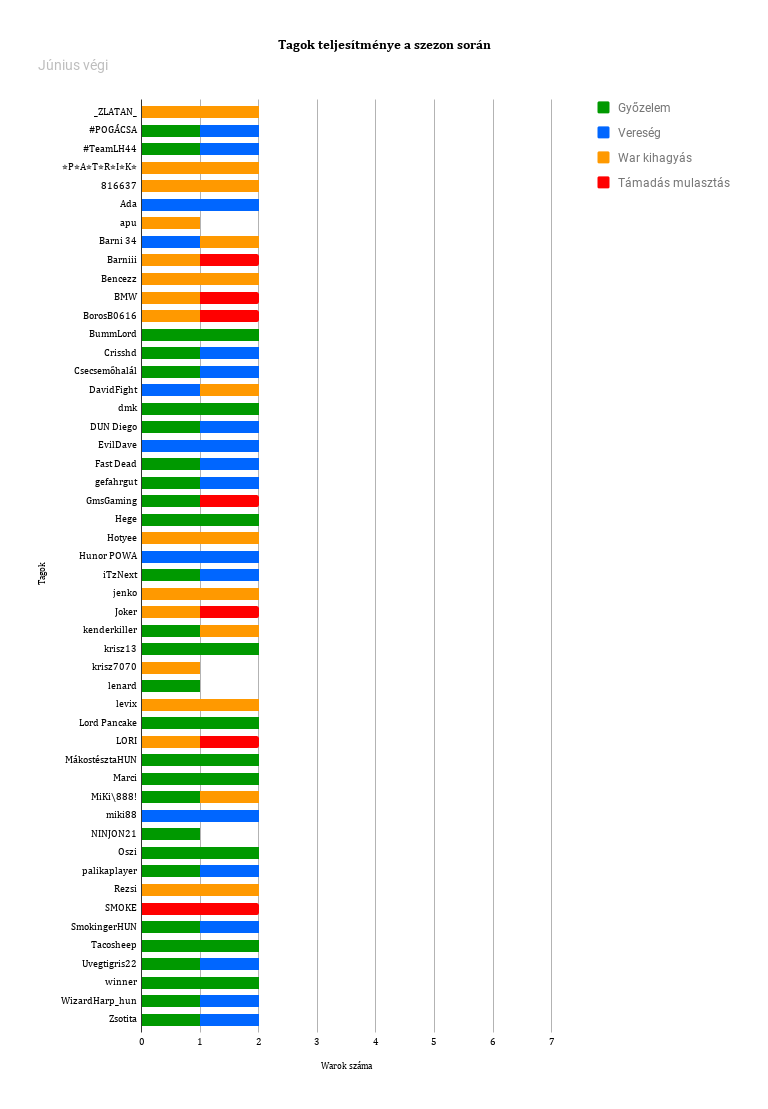 Tagok teljesítménye a szezon során
Június végi
Győzelem
Vereség
War kihagyás
Támadás mulasztás
_ZLATAN_
#POGÁCSA
#TeamLH44
*P*A*T*R*I*K*
816637
Ada
apu
Barni 34
Barniii
Bencezz
BMW
BorosB0616
BummLord
Crisshd
Csecsemőhalál
DavidFight
dmk
DUN Diego
EvilDave
Fast Dead
gefahrgut
GmsGaming
Hege
Hotyee
Hunor POWA
iTzNext
jenko
Joker
kenderkiller
krisz13
krisz7070
lenard
levix
Lord Pancake
LORI
MákostésztaHUN
Marci
MiKi\888!
miki88
NINJON21
Oszi
palikaplayer
Rezsi
SMOKE
SmokingerHUN
Tacosheep
Uvegtigris22
winner
WizardHarp_hun
Zsotita
Tagok
0 1 2 3 4 5 6 7
Warok száma